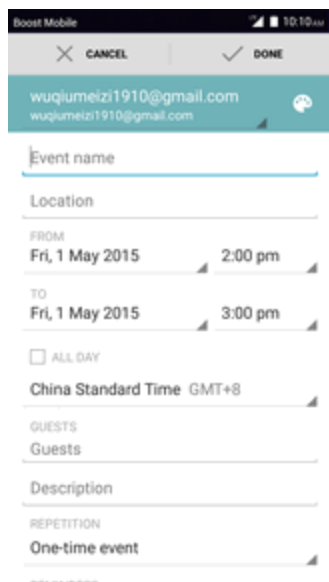 Boost Mobile 10:10 AM
CANCEL DONE
wuqiumeizi1910@gmail.com
wuqiumeizi1910@gmail.com
Event name
Location
FROM
Fri, 1 May 2015 2:00 pm
TO
Fri, 1 May 2015 3:00 pm
ALL DAY
China Standard Time GMT+8
GUESTS
Guests
Description
REPETITION
One-time event